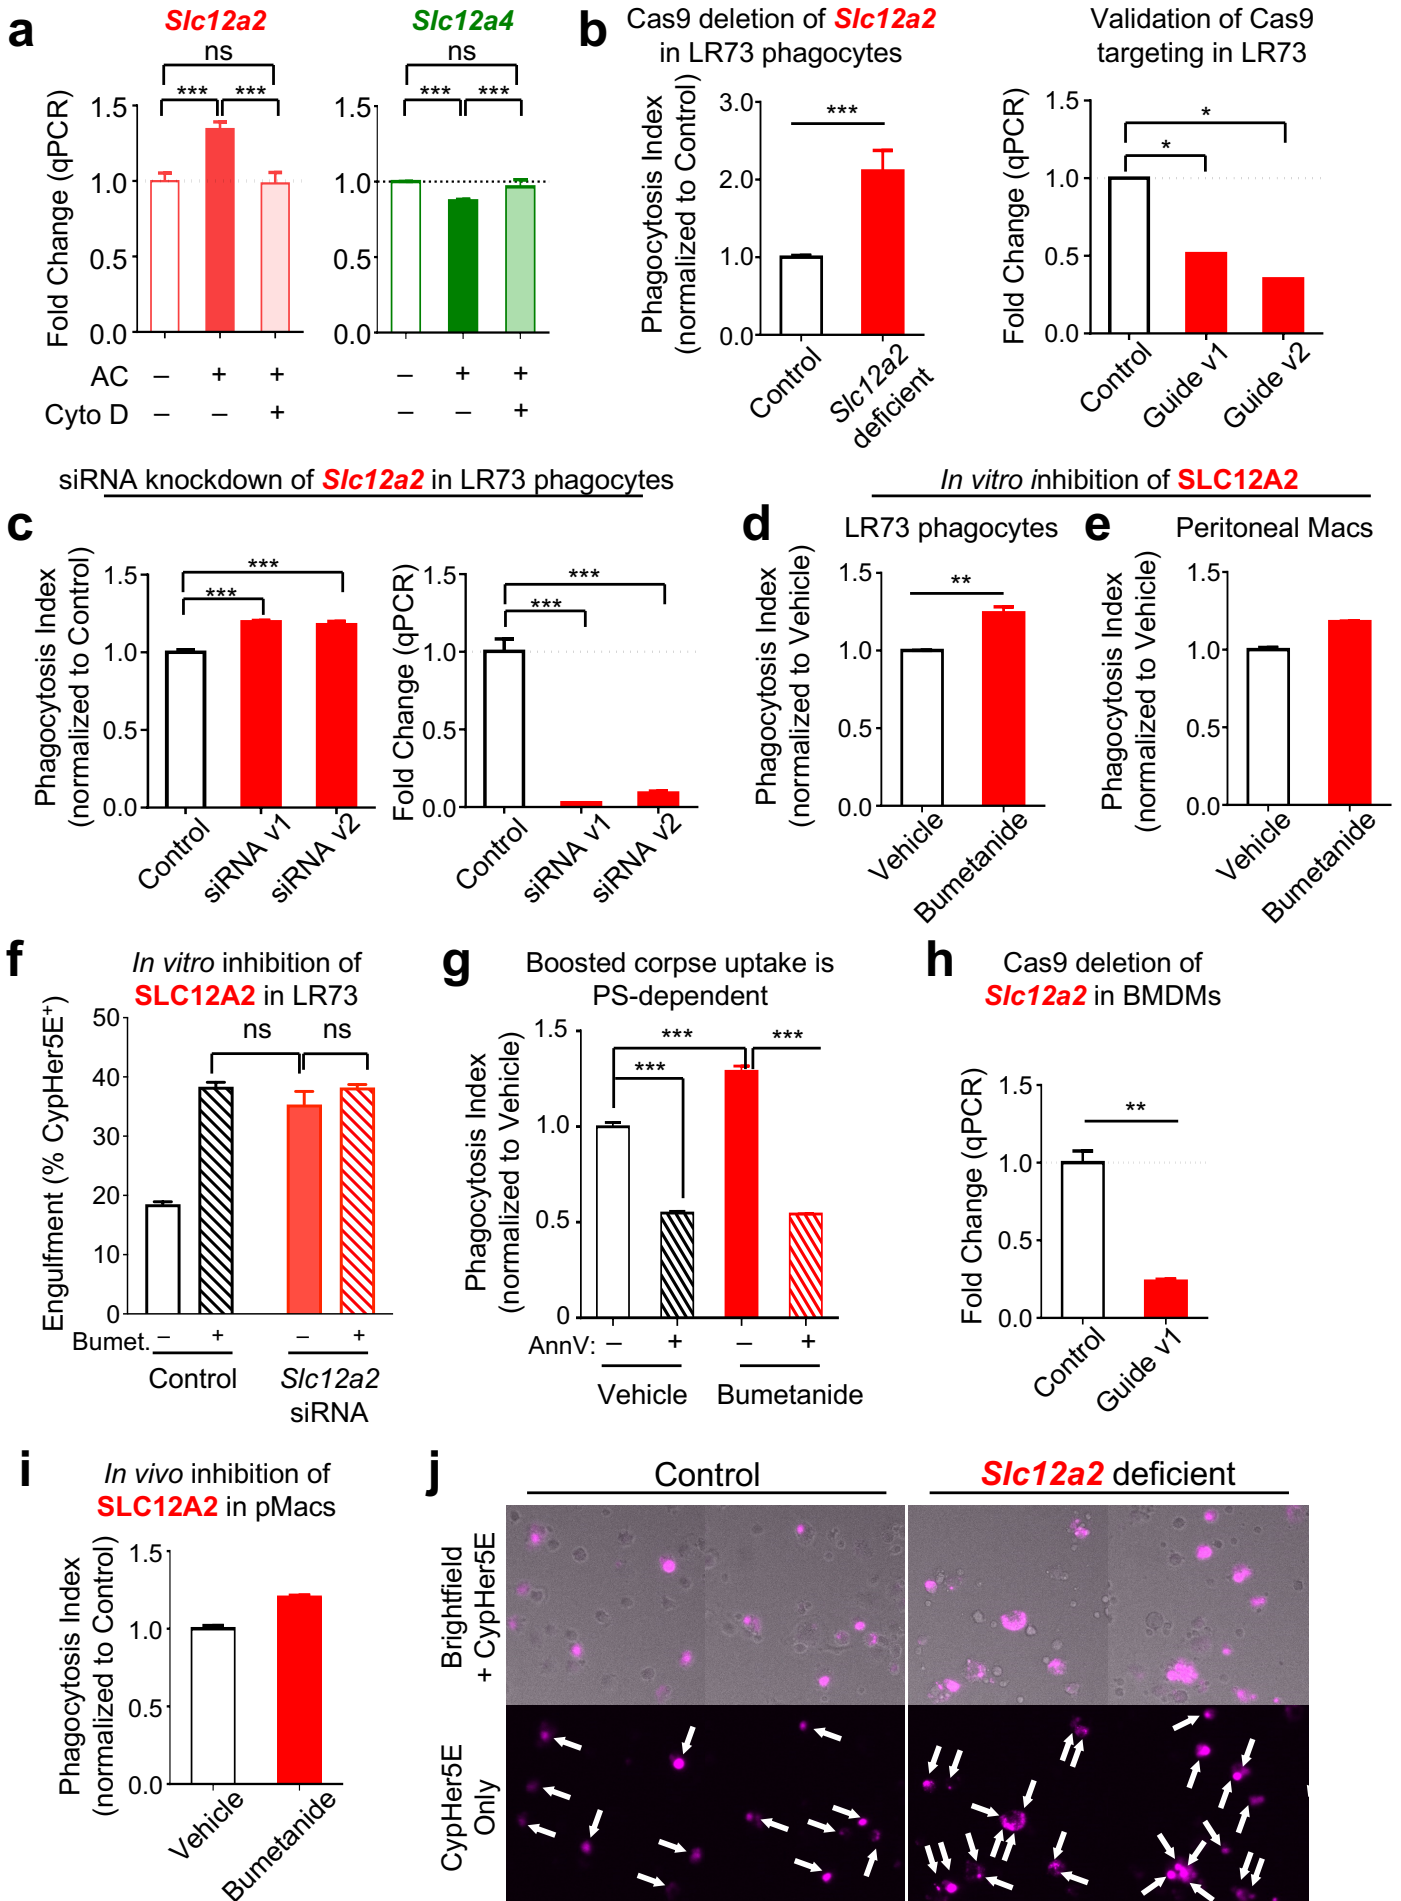 a
Slc12a2
ns
***
***
Fold Change (qPCR)
1.5
1.0
0.5
0.0
AC – + +
Cyto D – – +
Slc12a4
ns
***
***
1.5
1.0
0.5
0.0
– + +
– – +
b
Cas9 deletion of Slc12a2
in LR73 phagocytes
Phagocytosis Index
(normalized to Control)
3.0
2.0
1.0
0.0
***
Control
Slc12a2
deficient
Validation of Cas9
targeting in LR73
Fold Change (qPCR)
1.5
1.0
0.5
0.0
*
*
Control
Guide v1
Guide v2
siRNA knockdown of Slc12a2 in LR73 phagocytes
c
Phagocytosis Index
(normalized to Control)
1.5
1.0
0.5
0.0
***
***
Control
siRNA v1
siRNA v2
Fold Change (qPCR)
1.5
1.0
0.5
0.0
***
***
Control
siRNA v1
siRNA v2
In vitro inhibition of SLC12A2
d
LR73 phagocytes
Phagocytosis Index
(normalized to Vehicle)
1.5
1.0
0.5
0.0
**
Vehicle
Bumetanide
e
Peritoneal Macs
Phagocytosis Index
(normalized to Vehicle)
1.5
1.0
0.5
0.0
Vehicle
Bumetanide
f
In vitro inhibition of
SLC12A2 in LR73
Engulfment (% CypHer5E+)
50
40
30
20
10
0
ns
ns
Bumet. – + – +
Control
Slc12a2
siRNA
g
Boosted corpse uptake is
PS-dependent
Phagocytosis Index
(normalized to Vehicle)
1.5
1.0
0.5
0
***
***
***
AnnV: – + – +
Vehicle
Bumetanide
h
Cas9 deletion of
Slc12a2 in BMDMs
Fold Change (qPCR)
1.5
1.0
0.5
0.0
**
Control
Guide v1
i
In vivo inhibition of
SLC12A2 in pMacs
Phagocytosis Index
(normalized to Control)
1.5
1.0
0.5
0.0
Vehicle
Bumetanide
j
Control
Slc12a2 deficient
Brightfield
+ CypHer5E
CypHer5E
Only